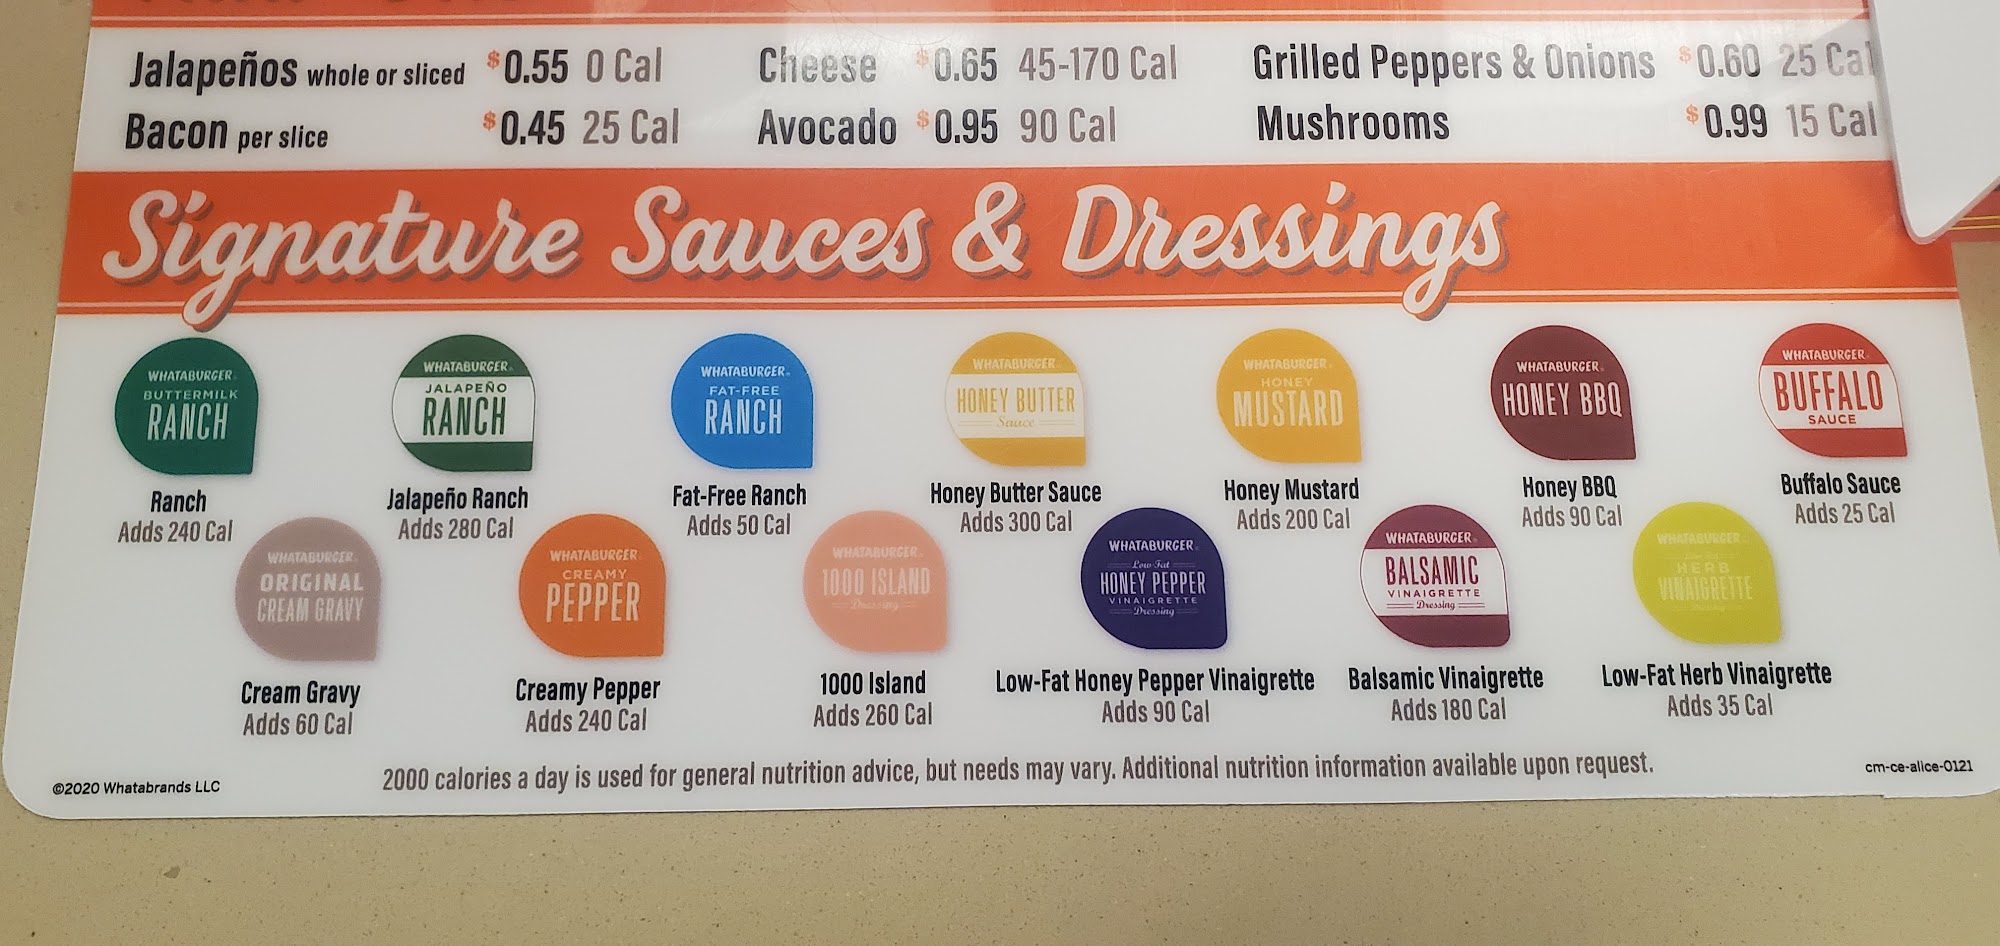 Jalapeños whole or sliced $0.55 0 Cal
Cheese $0.65 45-170 Cal
Grilled Peppers & Onions $0.60 25 Cal
Bacon per slice $0.45 25 Cal
Avocado $0.95 90 Cal
Mushrooms $0.99 15 Cal
Signature Sauces & Dressings
WHATABURGER
BUTTERMILK
RANCH
Ranch
Adds 240 Cal
WHATABURGER
JALAPEÑO
RANCH
Jalapeño Ranch
Adds 280 Cal
WHATABURGER
FAT-FREE
RANCH
Fat-Free Ranch
Adds 50 Cal
WHATABURGER
HONEY BUTTER
Sauce
Honey Butter Sauce
Adds 300 Cal
WHATABURGER
HONEY
MUSTARD
Honey Mustard
Adds 200 Cal
WHATABURGER
HONEY BBQ
Honey BBQ
Adds 90 Cal
WHATABURGER
BUFFALO
SAUCE
Buffalo Sauce
Adds 25 Cal
WHATABURGER
ORIGINAL
CREAM GRAVY
Cream Gravy
Adds 60 Cal
WHATABURGER
CREAMY
PEPPER
Creamy Pepper
Adds 240 Cal
WHATABURGER
1000 ISLAND
Dressing
1000 Island
Adds 260 Cal
WHATABURGER
Low Fat
HONEY PEPPER
VINAIGRETTE
Dressing
Low-Fat Honey Pepper Vinaigrette
Adds 90 Cal
WHATABURGER
BALSAMIC
VINAIGRETTE
Dressing
Balsamic Vinaigrette
Adds 180 Cal
WHATABURGER
Low Fat
HERB
VINAIGRETTE
Dressing
Low-Fat Herb Vinaigrette
Adds 35 Cal
©2020 Whatabrands LLC
2000 calories a day is used for general nutrition advice, but needs may vary. Additional nutrition information available upon request.
cm-ce-alice-0121